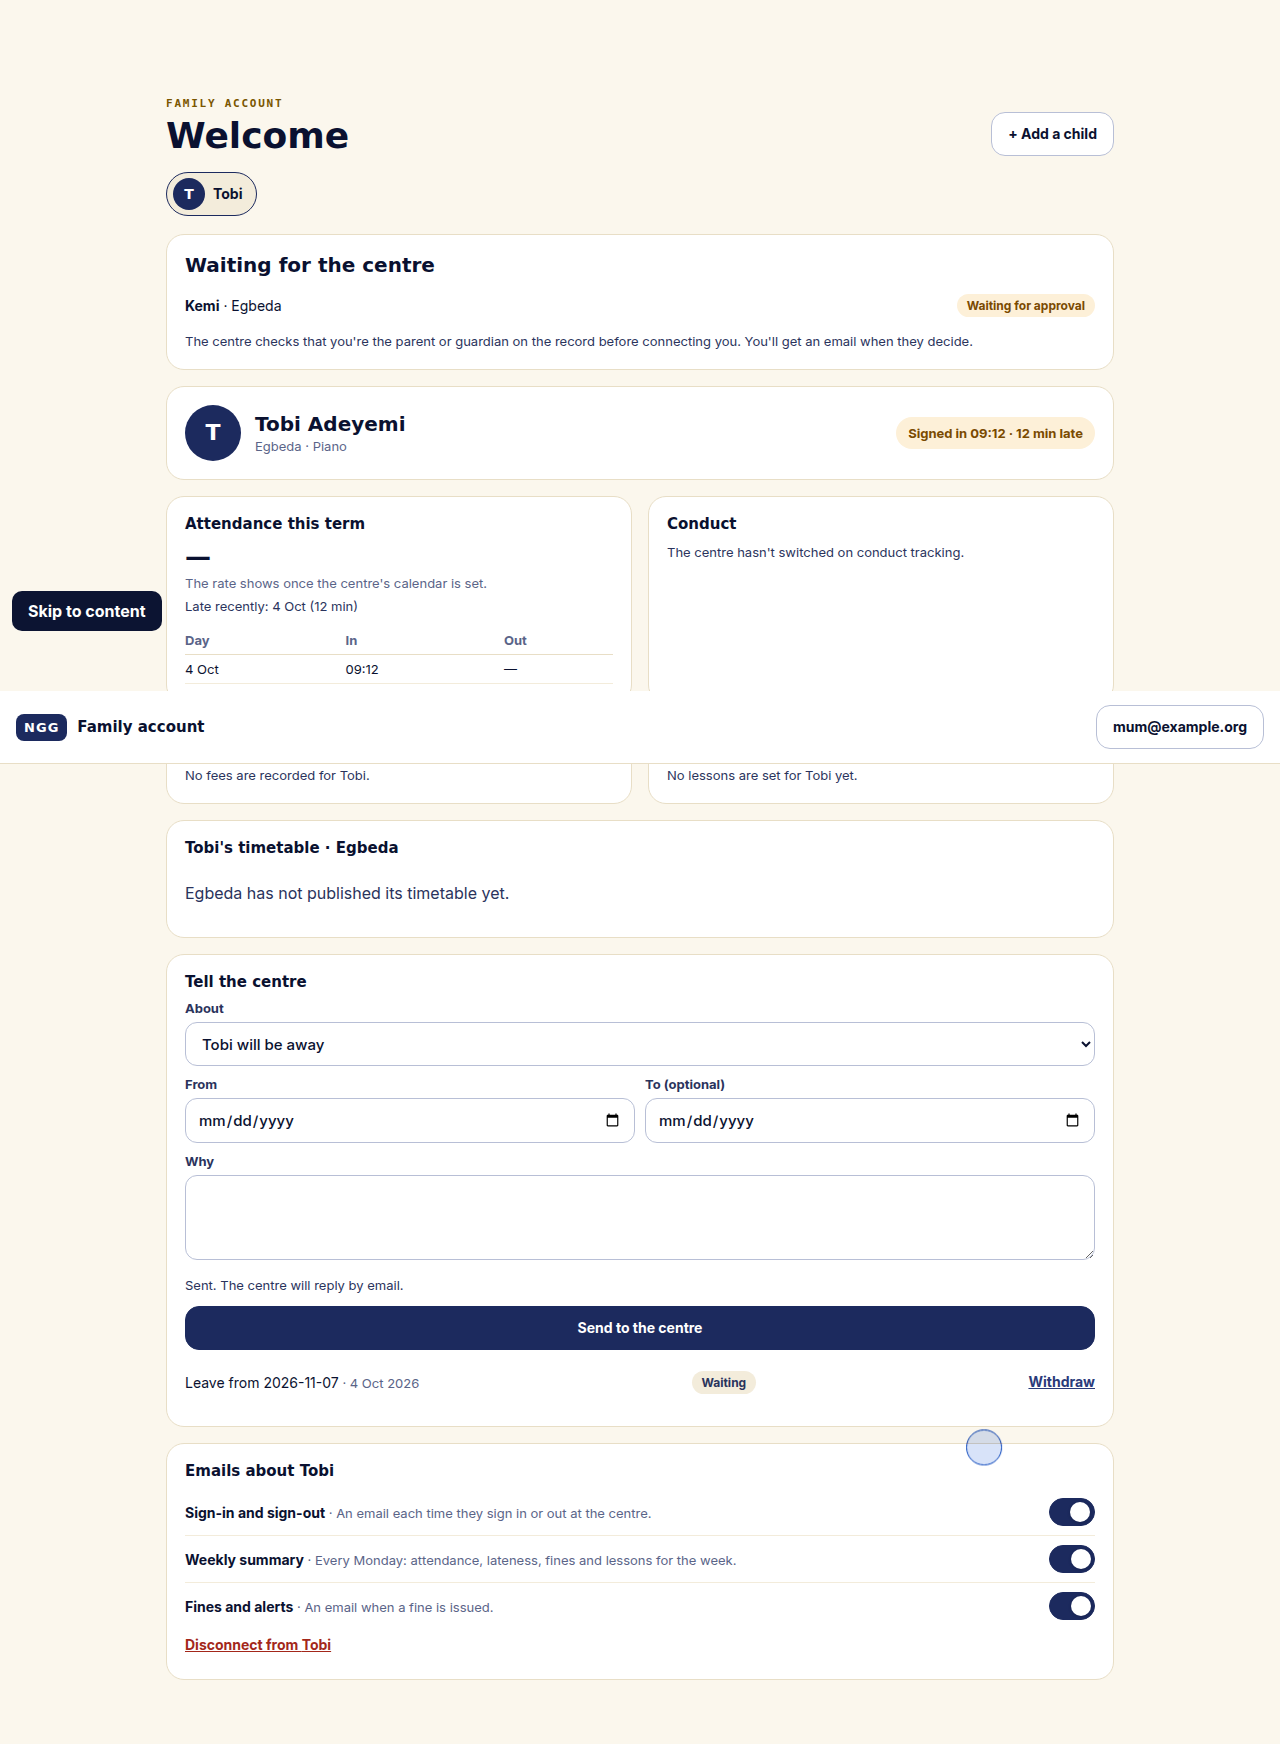 FAMILY ACCOUNT
Welcome
+ Add a child
T Tobi
Waiting for the centre
Kemi · Egbeda
Waiting for approval
The centre checks that you're the parent or guardian on the record before connecting you. You'll get an email when they decide.
T
Tobi Adeyemi
Egbeda · Piano
Signed in 09:12 · 12 min late
Attendance this term
—
The rate shows once the centre's calendar is set.
Late recently: 4 Oct (12 min)
Day In Out
4 Oct 09:12 —
Conduct
The centre hasn't switched on conduct tracking.
Skip to content
NGG Family account
mum@example.org
No fees are recorded for Tobi.
No lessons are set for Tobi yet.
Tobi's timetable · Egbeda
Egbeda has not published its timetable yet.
Tell the centre
About
Tobi will be away
From
mm/dd/yyyy
To (optional)
mm/dd/yyyy
Why
Sent. The centre will reply by email.
Send to the centre
Leave from 2026-11-07 · 4 Oct 2026
Waiting
Withdraw
Emails about Tobi
Sign-in and sign-out · An email each time they sign in or out at the centre.
Weekly summary · Every Monday: attendance, lateness, fines and lessons for the week.
Fines and alerts · An email when a fine is issued.
Disconnect from Tobi